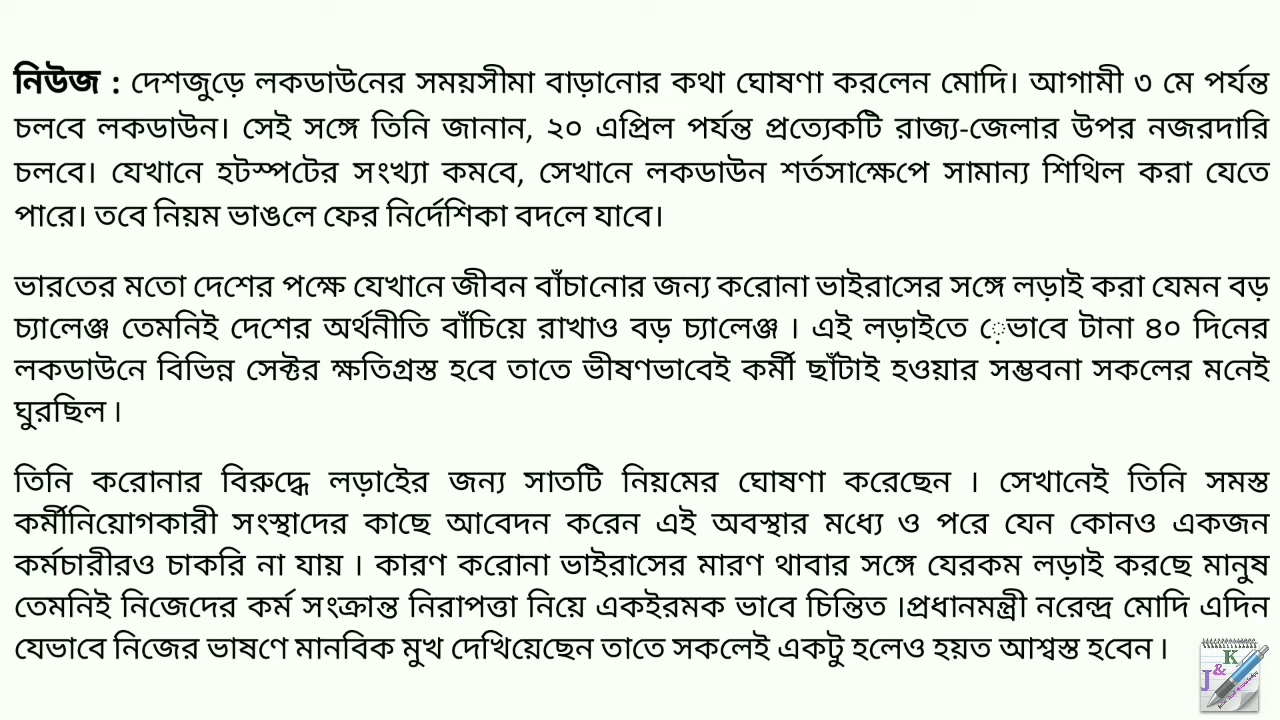 নিউজ : দেশজুড়ে লকডাউনের সময়সীমা বাড়ানোর কথা ঘোষণা করলেন মোদি। আগামী ৩ মে পর্যন্ত
চলবে লকডাউন। সেই সঙ্গে তিনি জানান, ২০ এপ্রিল পর্যন্ত প্রত্যেকটি রাজ্য-জেলার উপর নজরদারি
চলবে। যেখানে হটস্পটের সংখ্যা কমবে, সেখানে লকডাউন শর্তসাক্ষেপে সামান্য শিথিল করা যেতে
পারে। তবে নিয়ম ভাঙলে ফের নির্দেশিকা বদলে যাবে।
ভারতের মতো দেশের পক্ষে যেখানে জীবন বাঁচানোর জন্য করোনা ভাইরাসের সঙ্গে লড়াই করা যেমন বড়
চ্যালেঞ্জ তেমনিই দেশের অর্থনীতি বাঁচিয়ে রাখাও বড় চ্যালেঞ্জ । এই লড়াইতে ়েভাবে টানা ৪০ দিনের
লকডাউনে বিভিন্ন সেক্টর ক্ষতিগ্রস্ত হবে তাতে ভীষণভাবেই কর্মী ছাঁটাই হওয়ার সম্ভবনা সকলের মনেই
ঘুরছিল ।
তিনি করোনার বিরুদ্ধে লড়াইের জন্য সাতটি নিয়মের ঘোষণা করেছেন । সেখানেই তিনি সমস্ত
কর্মীনিয়োগকারী সংস্থাদের কাছে আবেদন করেন এই অবস্থার মধ্যে ও পরে যেন কোনও একজন
কর্মচারীরও চাকরি না যায় । কারণ করোনা ভাইরাসের মারণ থাবার সঙ্গে যেরকম লড়াই করছে মানুষ
তেমনিই নিজেদের কর্ম সংক্রান্ত নিরাপত্তা নিয়ে একইরমক ভাবে চিন্তিত ।প্রধানমন্ত্রী নরেন্দ্র মোদি এদিন
যেভাবে নিজের ভাষণে মানবিক মুখ দেখিয়েছেন তাতে সকলেই একটু হলেও হয়ত আশ্বস্ত হবেন ।
J&K